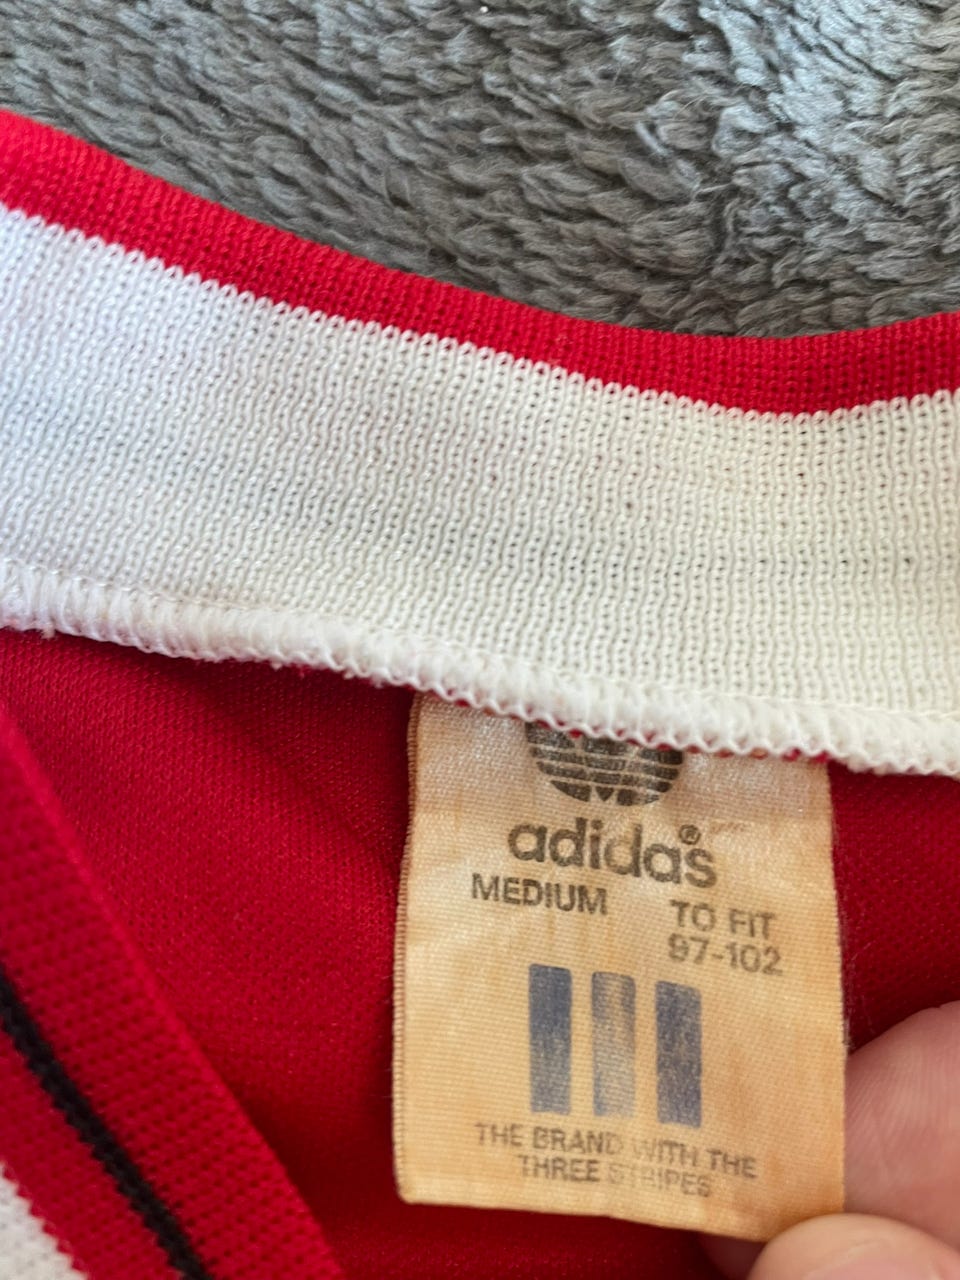 adidas®
MEDIUM
TO FIT
97-102
THE BRAND WITH THE
THREE STRIPES